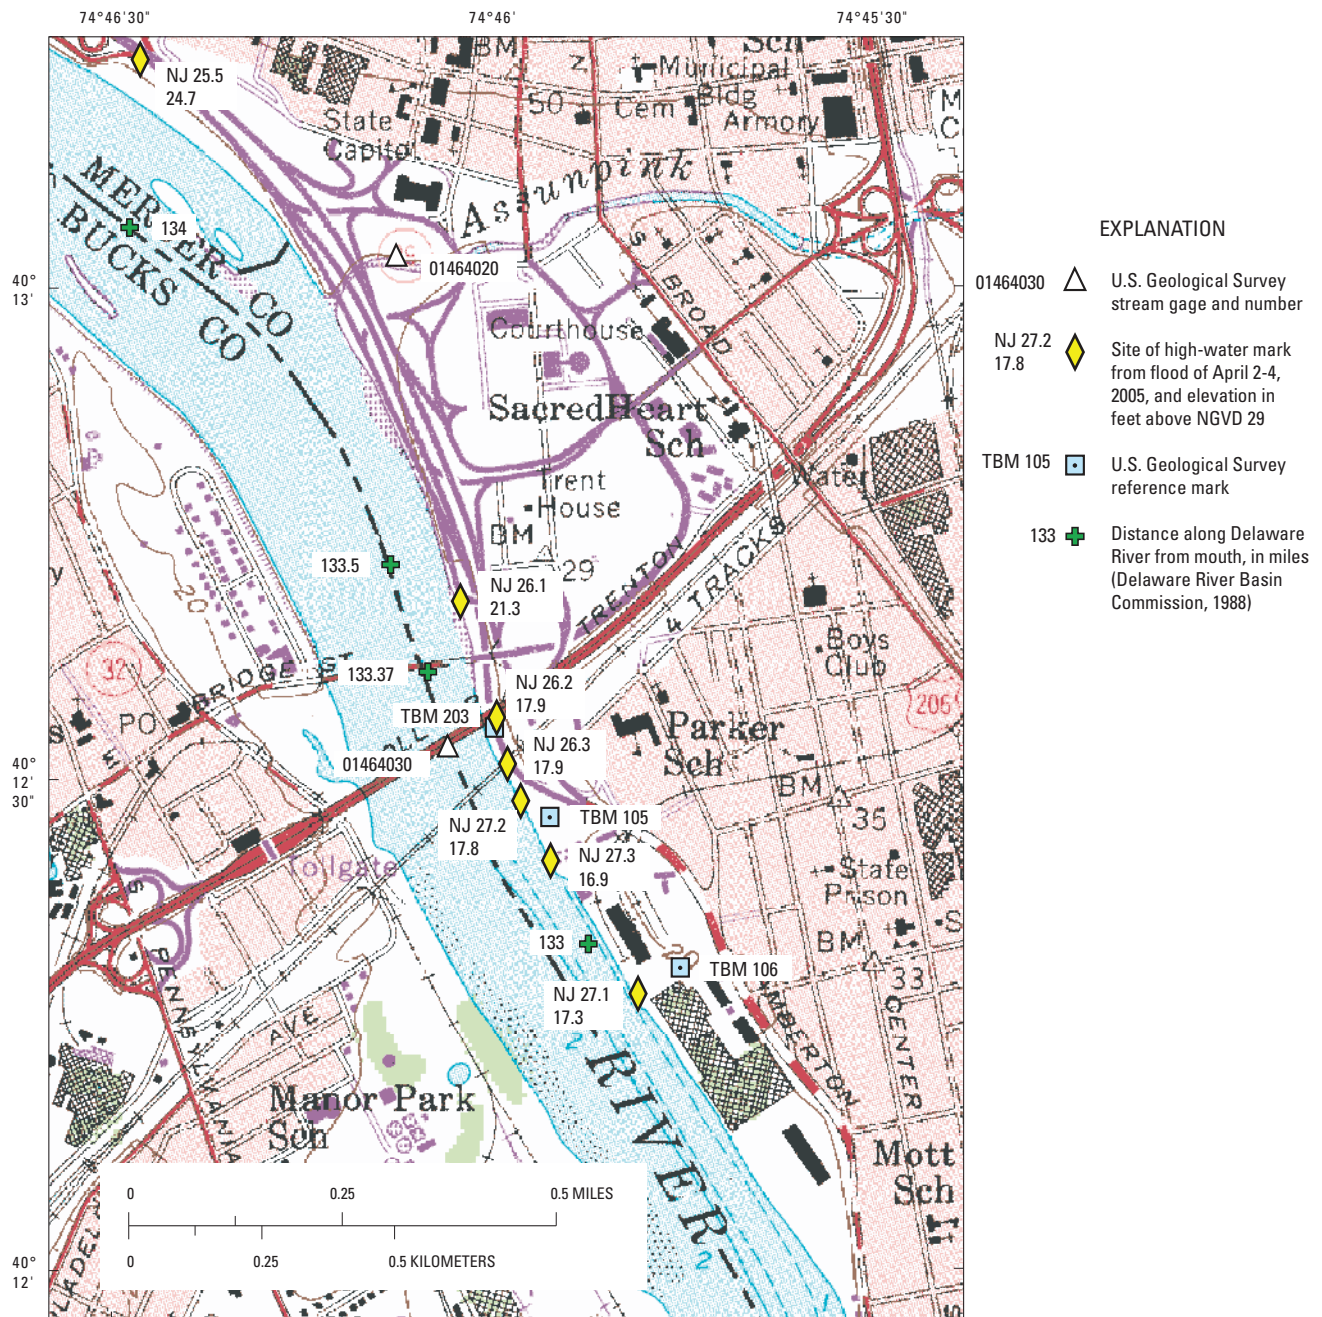 74°46'30"
74°46'
74°45'30"
BM
Sch
NJ 25.5
24.7
Municipal
Bldg
Z
50
Cem
Armory
M
C
State
Capitol
Assunpink
MERCER CO
BUCKS CO
134
01464020
S
BROAD
40°
13'
Courthouse
Sacred Heart
Sch
Water
Trent
House
BM
29
133.5
NJ 26.1
21.3
TRENTON
4 TRACKS
y
20
Boys
Club
32
BRIDGE ST
133.37
NJ 26.2
17.9
206
PO
TBM 203
Parker
Sch
S
NJ 26.3
17.9
01464030
BM
40°
12'
30"
NJ 27.2
17.8
TBM 105
35
Tollgate
NJ 27.3
16.9
State
Prison
S
S
133
BM
TBM 106
33
PENNSYLVANIA
AVE
NJ 27.1
17.3
CENTER
2
RIVER
Manor Park
Sch
Mott
Sch
2
0
0.25
0.5 MILES
0
0.25
0.5 KILOMETERS
40°
12'
EXPLANATION
01464030
U.S. Geological Survey
stream gage and number
NJ 27.2
17.8
Site of high-water mark
from flood of April 2-4,
2005, and elevation in
feet above NGVD 29
TBM 105
U.S. Geological Survey
reference mark
133
Distance along Delaware
River from mouth, in miles
(Delaware River Basin
Commission, 1988)